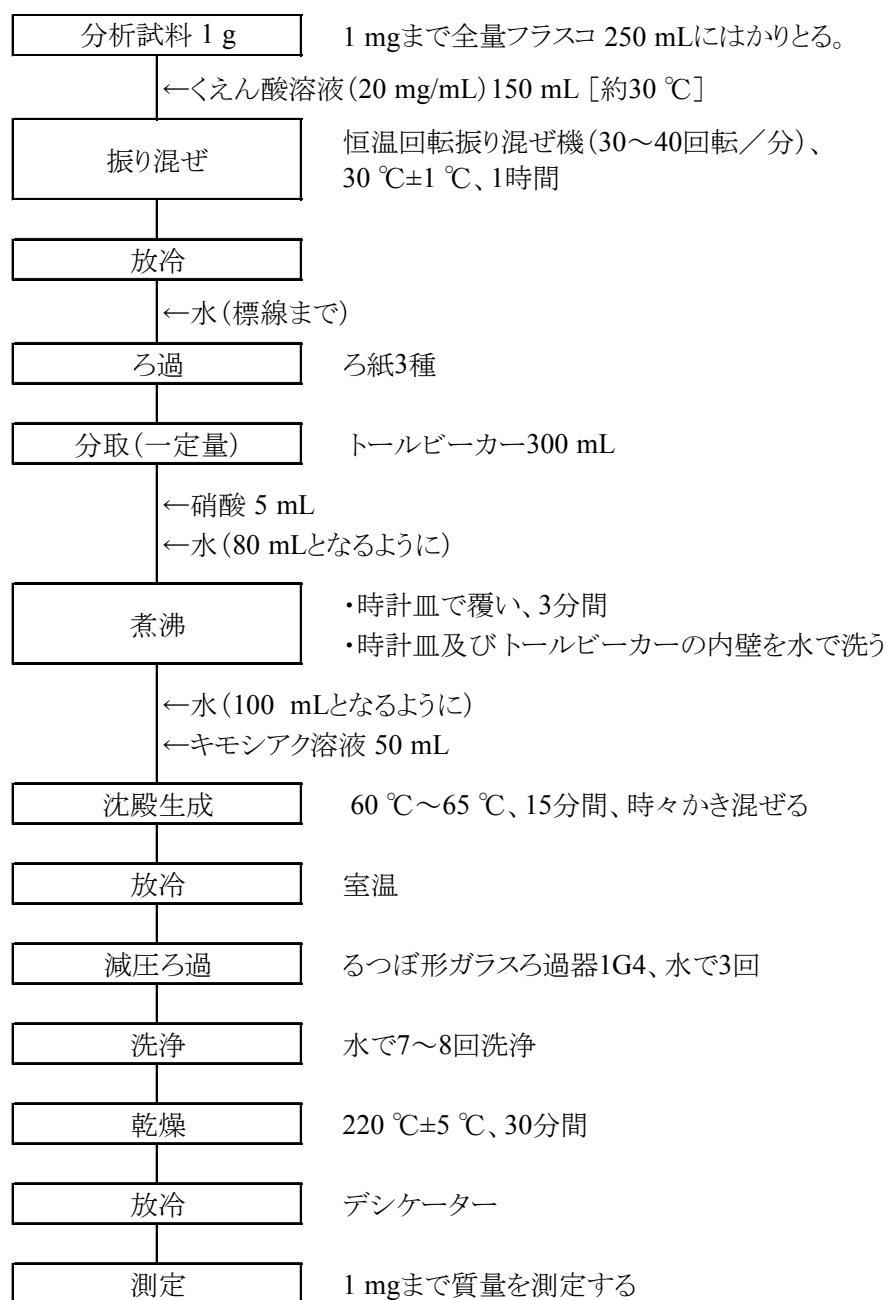 分析試料 1 g 1 mgまで全量フラスコ 250 mLにはかりとる。
←くえん酸溶液(20 mg/mL)150 mL [約30 ℃]
振り混ぜ 恒温回転振り混ぜ機(30～40回転／分)、
30 ℃±1 ℃、1時間
放冷
←水(標線まで)
ろ過 ろ紙3種
分取(一定量) トールビーカー300 mL
←硝酸 5 mL
←水(80 mLとなるように)
煮沸 ・時計皿で覆い、3分間
・時計皿及びトールビーカーの内壁を水で洗う
←水(100 mLとなるように)
←キモシアク溶液 50 mL
沈殿生成 60 ℃～65 ℃、15分間、時々かき混ぜる
放冷 室温
減圧ろ過 るつぼ形ガラスろ過器1G4、水で3回
洗浄 水で7～8回洗浄
乾燥 220 ℃±5 ℃、30分間
放冷 デシケーター
測定 1 mgまで質量を測定する